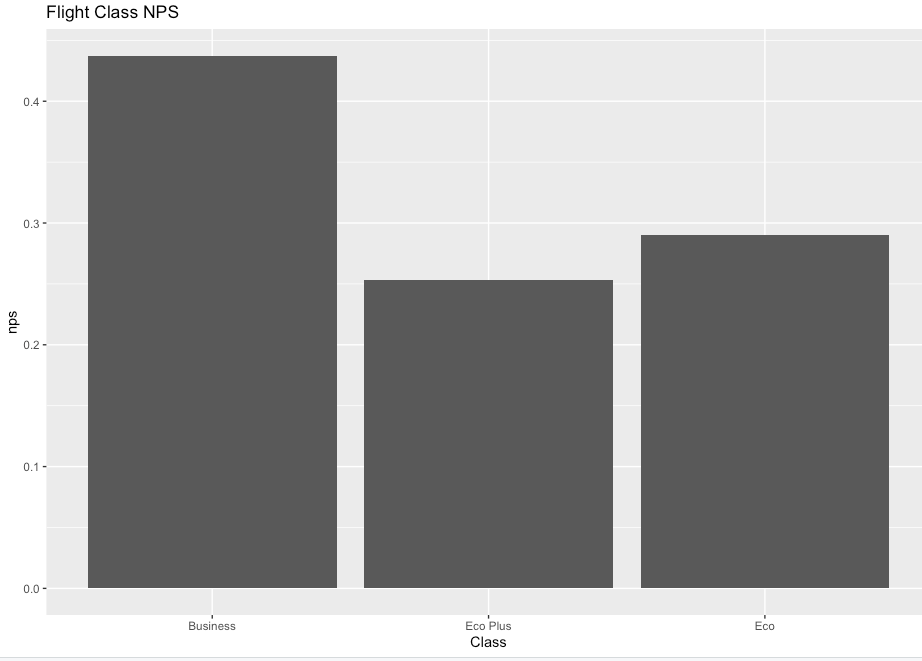 Flight Class NPS
nps
0.4
0.3
0.2
0.1
0.0
Business
Eco Plus
Eco
Class